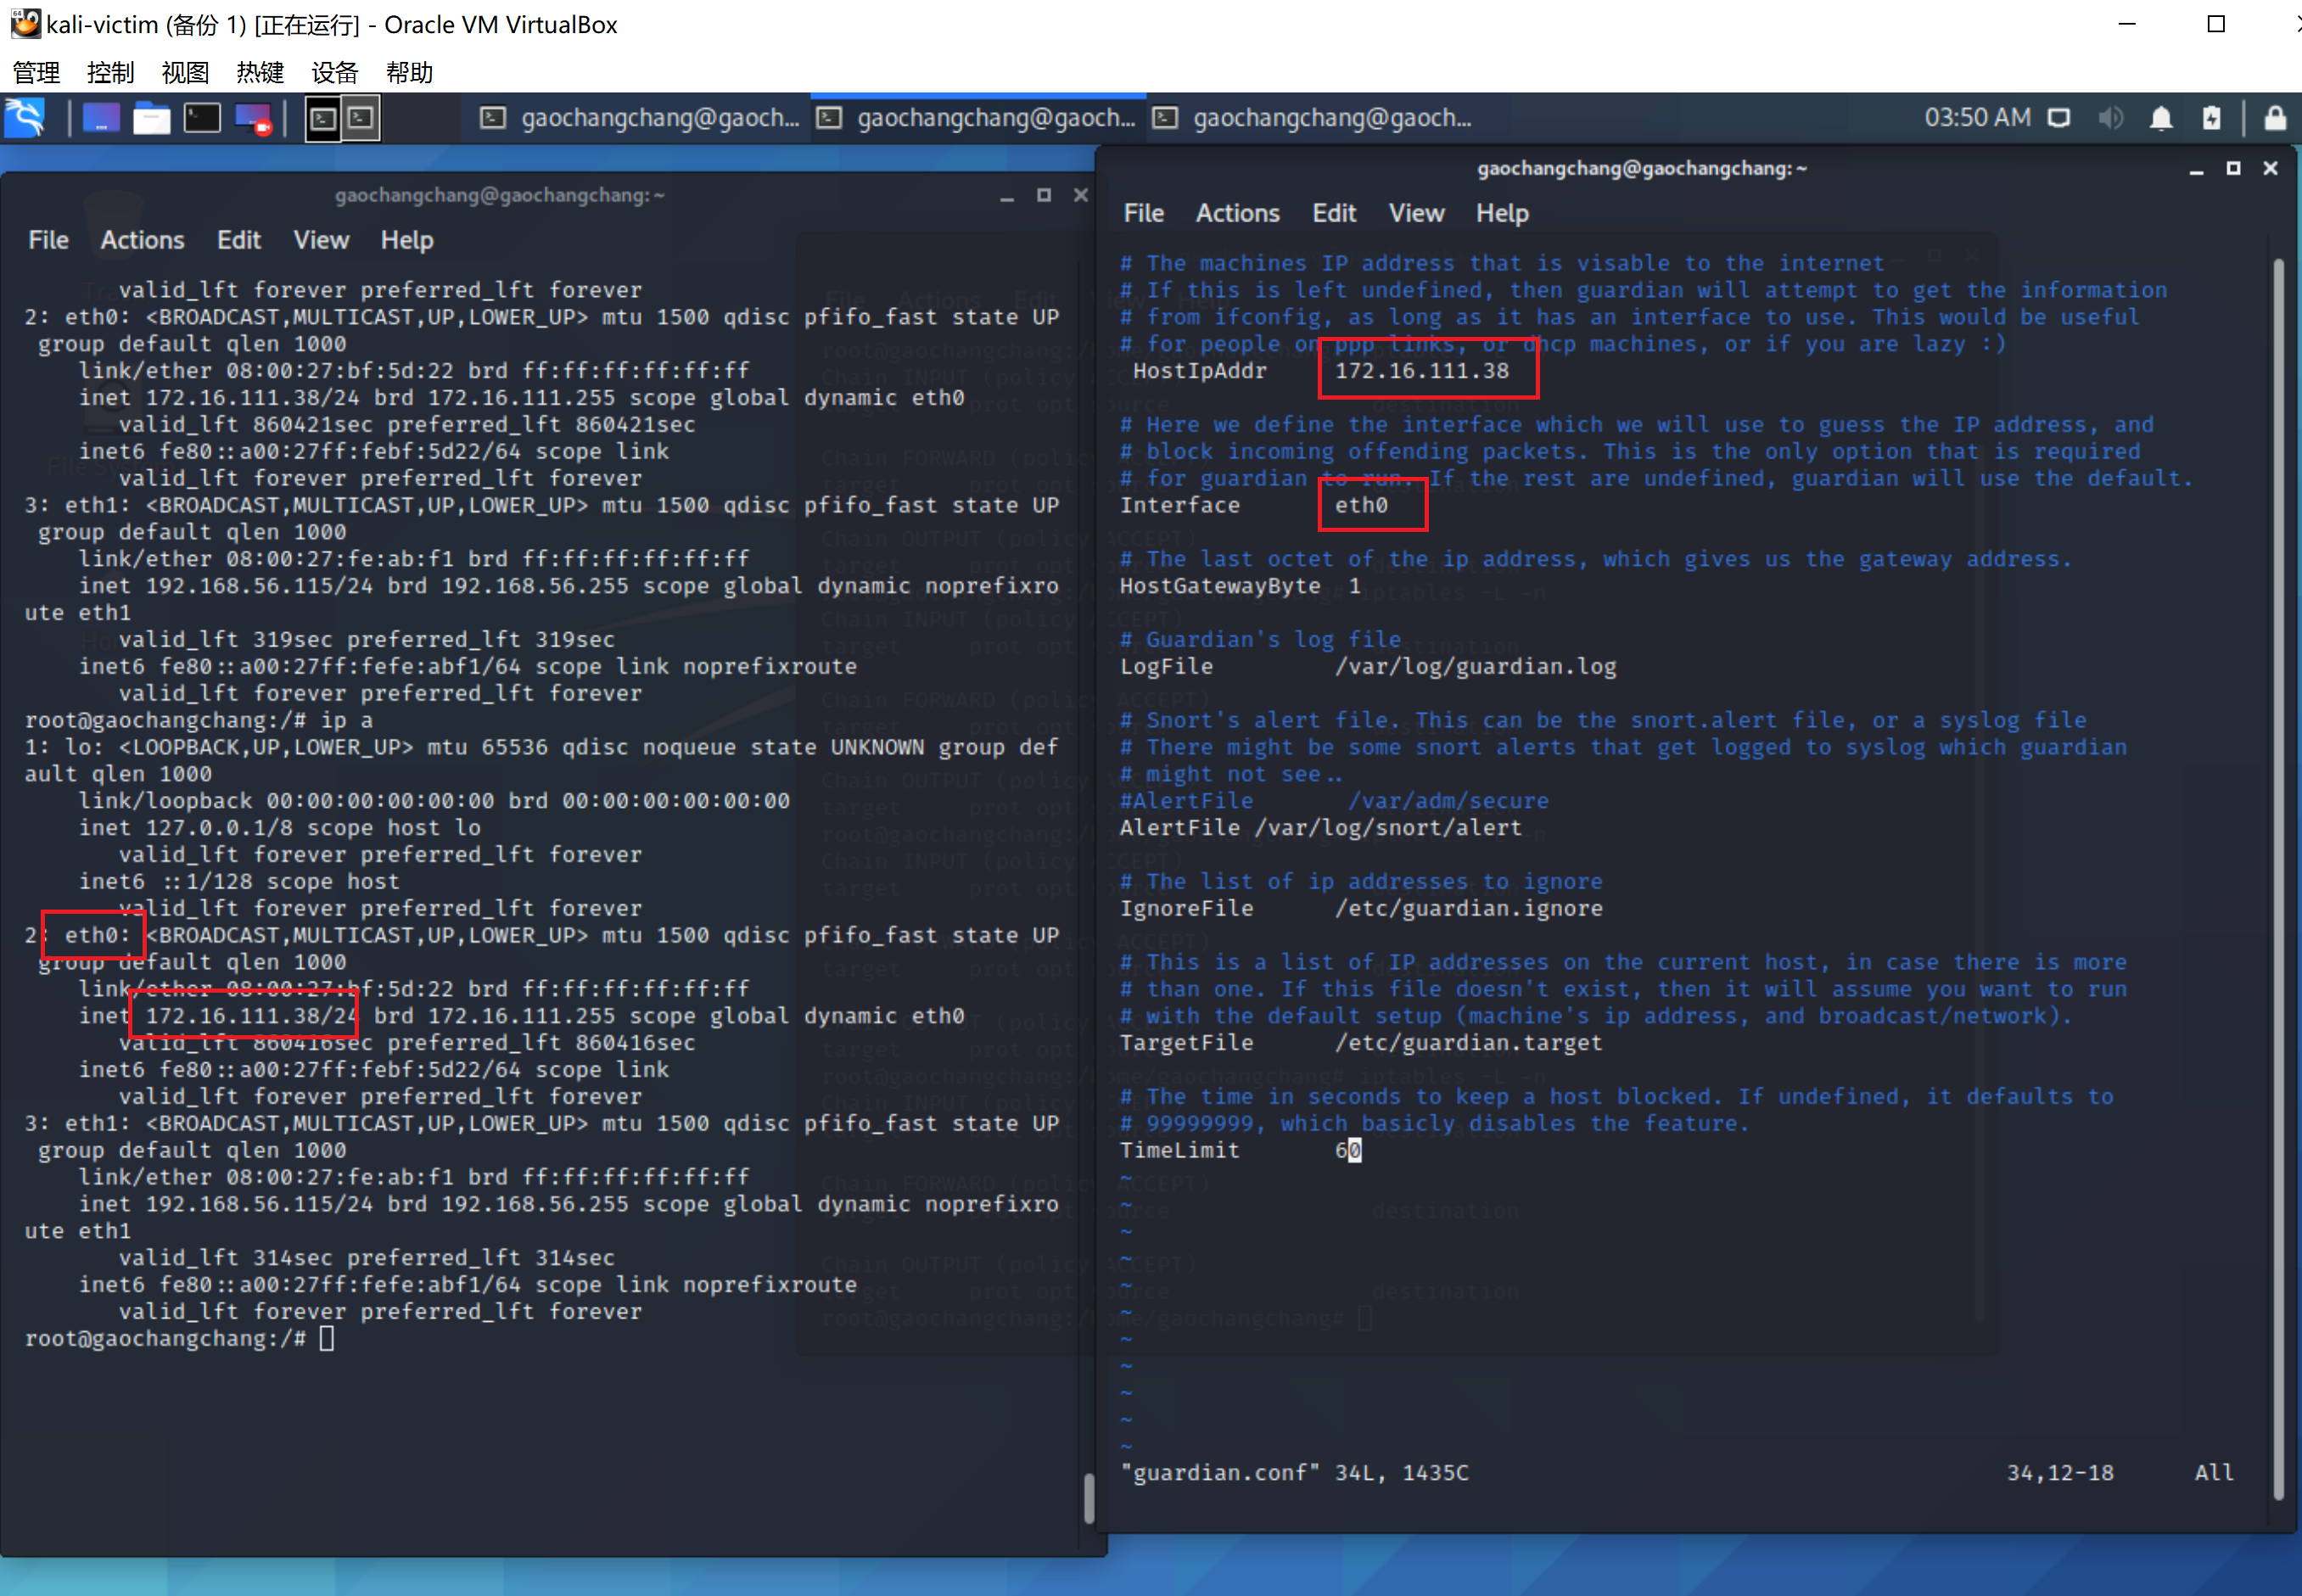 kali-victim (备份 1) [正在运行] - Oracle VM VirtualBox
管理 控制 视图 热键 设备 帮助
gaochangchang@gaoch... gaochangchang@gaoch... gaochangchang@gaoch... 03:50 AM
gaochangchang@gaochangchang: ~
File Actions Edit View Help
valid_lft forever preferred_lft forever
2: eth0: <BROADCAST,MULTICAST,UP,LOWER_UP> mtu 1500 qdisc pfifo_fast state UP
group default qlen 1000
link/ether 08:00:27:bf:5d:22 brd ff:ff:ff:ff:ff:ff
inet 172.16.111.38/24 brd 172.16.111.255 scope global dynamic eth0
valid_lft 860421sec preferred_lft 860421sec
inet6 fe80::a00:27ff:febf:5d22/64 scope link
valid_lft forever preferred_lft forever
3: eth1: <BROADCAST,MULTICAST,UP,LOWER_UP> mtu 1500 qdisc pfifo_fast state UP
group default qlen 1000
link/ether 08:00:27:fe:ab:f1 brd ff:ff:ff:ff:ff:ff
inet 192.168.56.115/24 brd 192.168.56.255 scope global dynamic noprefixro
ute eth1
valid_lft 319sec preferred_lft 319sec
inet6 fe80::a00:27ff:fefe:abf1/64 scope link noprefixroute
valid_lft forever preferred_lft forever
root@gaochangchang:/# ip a
1: lo: <LOOPBACK,UP,LOWER_UP> mtu 65536 qdisc noqueue state UNKNOWN group def
ault qlen 1000
link/loopback 00:00:00:00:00:00 brd 00:00:00:00:00:00
inet 127.0.0.1/8 scope host lo
valid_lft forever preferred_lft forever
inet6 ::1/128 scope host
valid_lft forever preferred_lft forever
2: eth0: <BROADCAST,MULTICAST,UP,LOWER_UP> mtu 1500 qdisc pfifo_fast state UP
group default qlen 1000
link/ether 08:00:27:bf:5d:22 brd ff:ff:ff:ff:ff:ff
inet 172.16.111.38/24 brd 172.16.111.255 scope global dynamic eth0
valid_lft 860416sec preferred_lft 860416sec
inet6 fe80::a00:27ff:febf:5d22/64 scope link
valid_lft forever preferred_lft forever
3: eth1: <BROADCAST,MULTICAST,UP,LOWER_UP> mtu 1500 qdisc pfifo_fast state UP
group default qlen 1000
link/ether 08:00:27:fe:ab:f1 brd ff:ff:ff:ff:ff:ff
inet 192.168.56.115/24 brd 192.168.56.255 scope global dynamic noprefixro
ute eth1
valid_lft 314sec preferred_lft 314sec
inet6 fe80::a00:27ff:fefe:abf1/64 scope link noprefixroute
valid_lft forever preferred_lft forever
root@gaochangchang:/#
gaochangchang@gaochangchang: ~
File Actions Edit View Help
# The machines IP address that is visable to the internet
# If this is left undefined, then guardian will attempt to get the information
# from ifconfig, as long as it has an interface to use. This would be useful
# for people on ppp links, or dhcp machines, or if you are lazy :)
HostIpAddr 172.16.111.38
# Here we define the interface which we will use to guess the IP address, and
# block incoming offending packets. This is the only option that is required
# for guardian to run. If the rest are undefined, guardian will use the default.
Interface eth0
# The last octet of the ip address, which gives us the gateway address.
HostGatewayByte 1
# Guardian's log file
LogFile /var/log/guardian.log
# Snort's alert file. This can be the snort.alert file, or a syslog file
# There might be some snort alerts that get logged to syslog which guardian
# might not see..
#AlertFile /var/adm/secure
AlertFile /var/log/snort/alert
# The list of ip addresses to ignore
IgnoreFile /etc/guardian.ignore
# This is a list of IP addresses on the current host, in case there is more
# than one. If this file doesn't exist, then it will assume you want to run
# with the default setup (machine's ip address, and broadcast/network).
TargetFile /etc/guardian.target
# The time in seconds to keep a host blocked. If undefined, it defaults to
# 99999999, which basicly disables the feature.
TimeLimit 60
~
~
~
~
~
~
~
~
~
~
~
"guardian.conf" 34L, 1435C 34,12-18 All